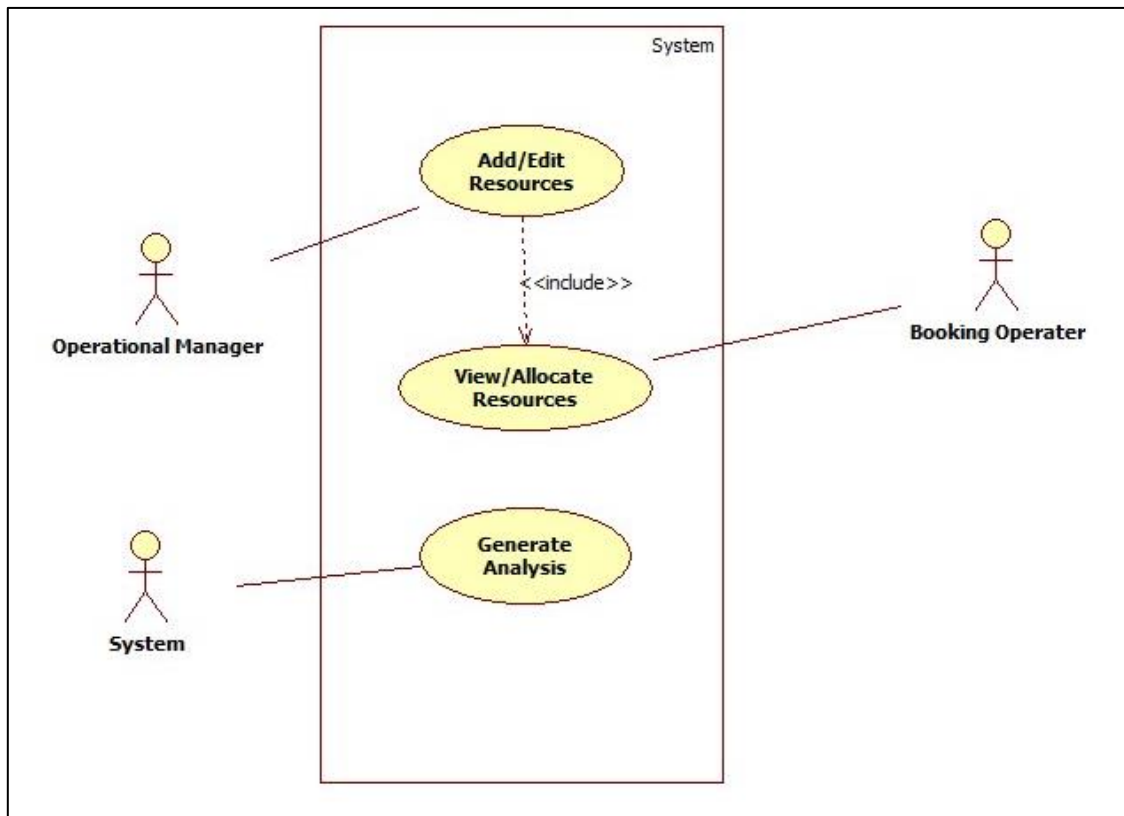 System
Add/Edit
Resources
<<include>>
Operational Manager
Booking Operater
View/Allocate
Resources
Generate
Analysis
System